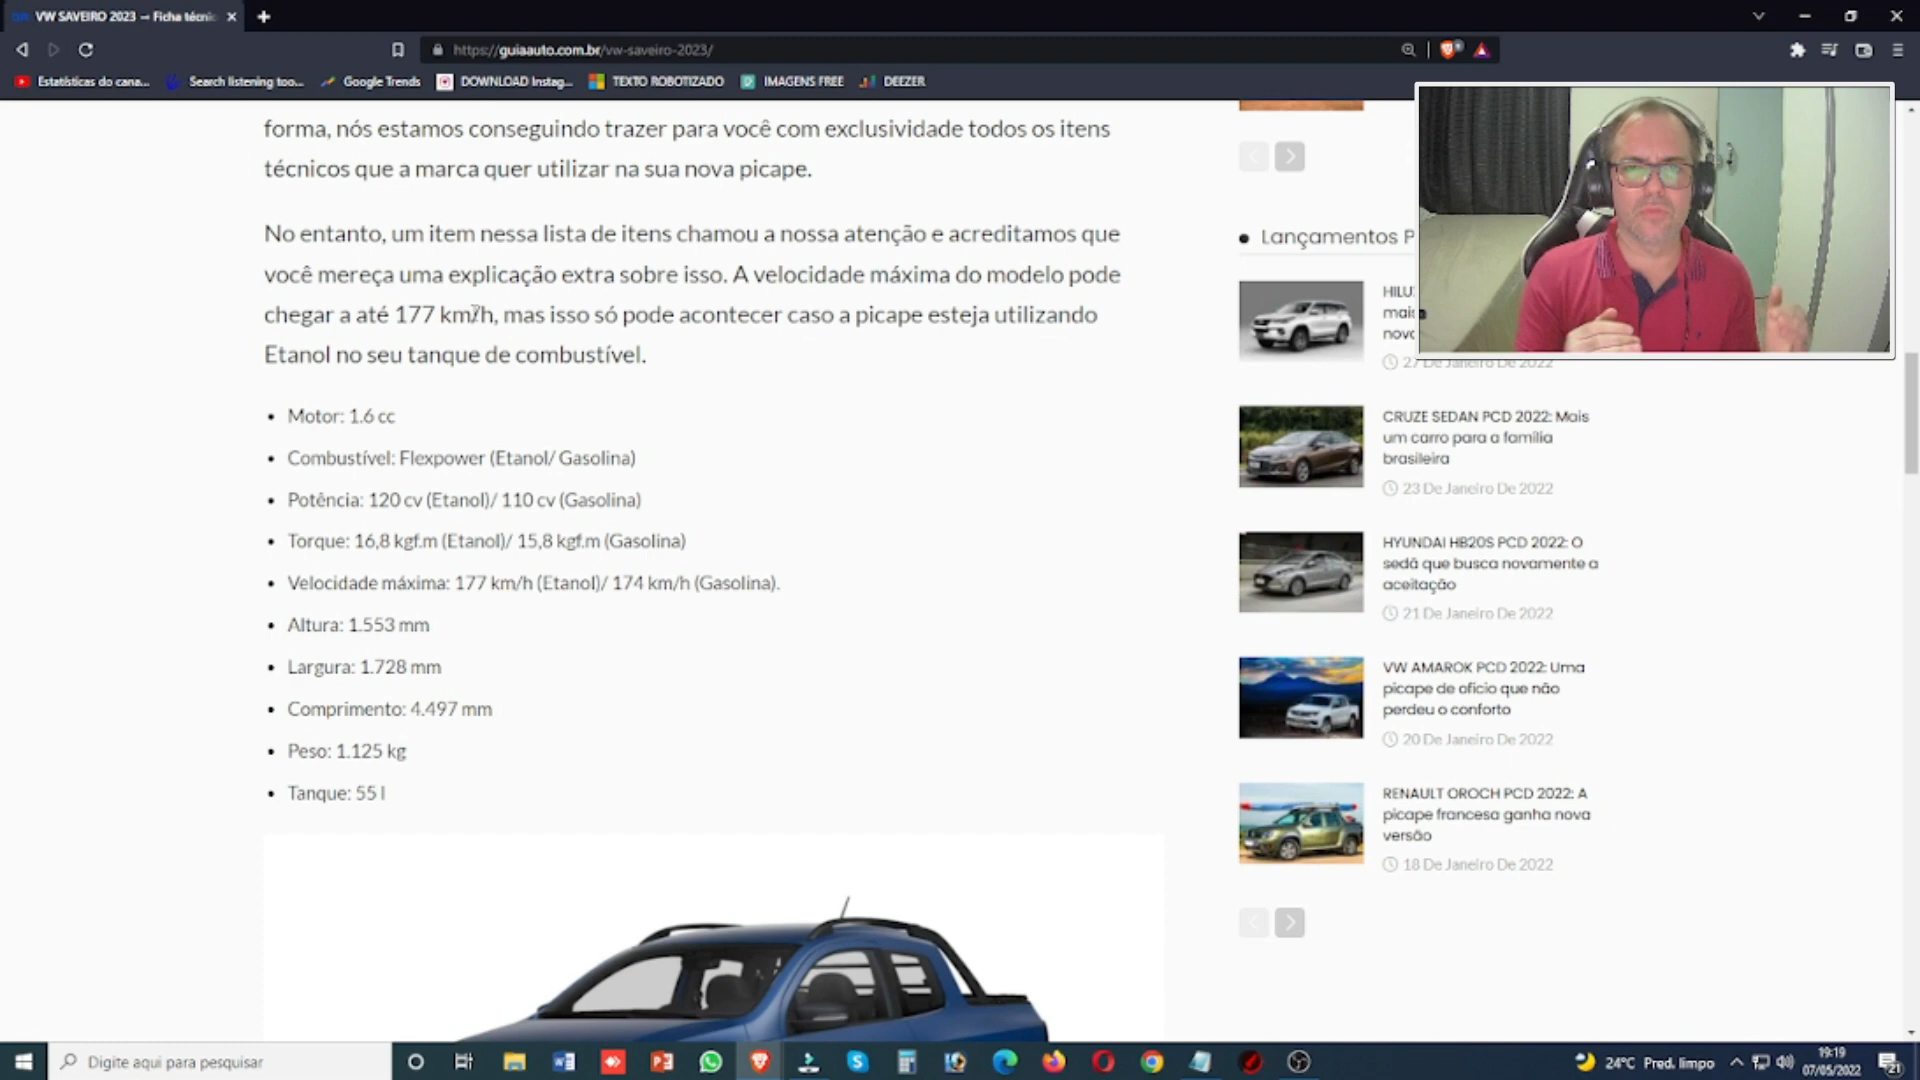 VW SAVEIRO 2023 – Ficha técnic
https://guiaauto.com.br/vw-saveiro-2023/
Estatísticas do cana...
Search listening too...
Google Trends
DOWNLOAD Instag...
TEXTO ROBOTIZADO
IMAGENS FREE
DEEZER
forma, nós estamos conseguindo trazer para você com exclusividade todos os itens
técnicos que a marca quer utilizar na sua nova picape.
No entanto, um item nessa lista de itens chamou a nossa atenção e acreditamos que
você mereça uma explicação extra sobre isso. A velocidade máxima do modelo pode
chegar a até 177 km/h, mas isso só pode acontecer caso a picape esteja utilizando
Etanol no seu tanque de combustível.
• Motor: 1.6 cc
• Combustível: Flexpower (Etanol/ Gasolina)
• Potência: 120 cv (Etanol)/ 110 cv (Gasolina)
• Torque: 16,8 kgf.m (Etanol)/ 15,8 kgf.m (Gasolina)
• Velocidade máxima: 177 km/h (Etanol)/ 174 km/h (Gasolina).
• Altura: 1.553 mm
• Largura: 1.728 mm
• Comprimento: 4.497 mm
• Peso: 1.125 kg
• Tanque: 55 l
Lançamentos P
HILU
mais
novo
27 De Janeiro De 2022
CRUZE SEDAN PCD 2022: Mais
um carro para a família
brasileira
23 De Janeiro De 2022
HYUNDAI HB20S PCD 2022: O
sedã que busca novamente a
aceitação
21 De Janeiro De 2022
VW AMAROK PCD 2022: Uma
picape de oficio que não
perdeu o conforto
20 De Janeiro De 2022
RENAULT OROCH PCD 2022: A
picape francesa ganha nova
versão
18 De Janeiro De 2022
Digite aqui para pesquisar
24°C Pred. limpo
19:19
07/05/2022
21